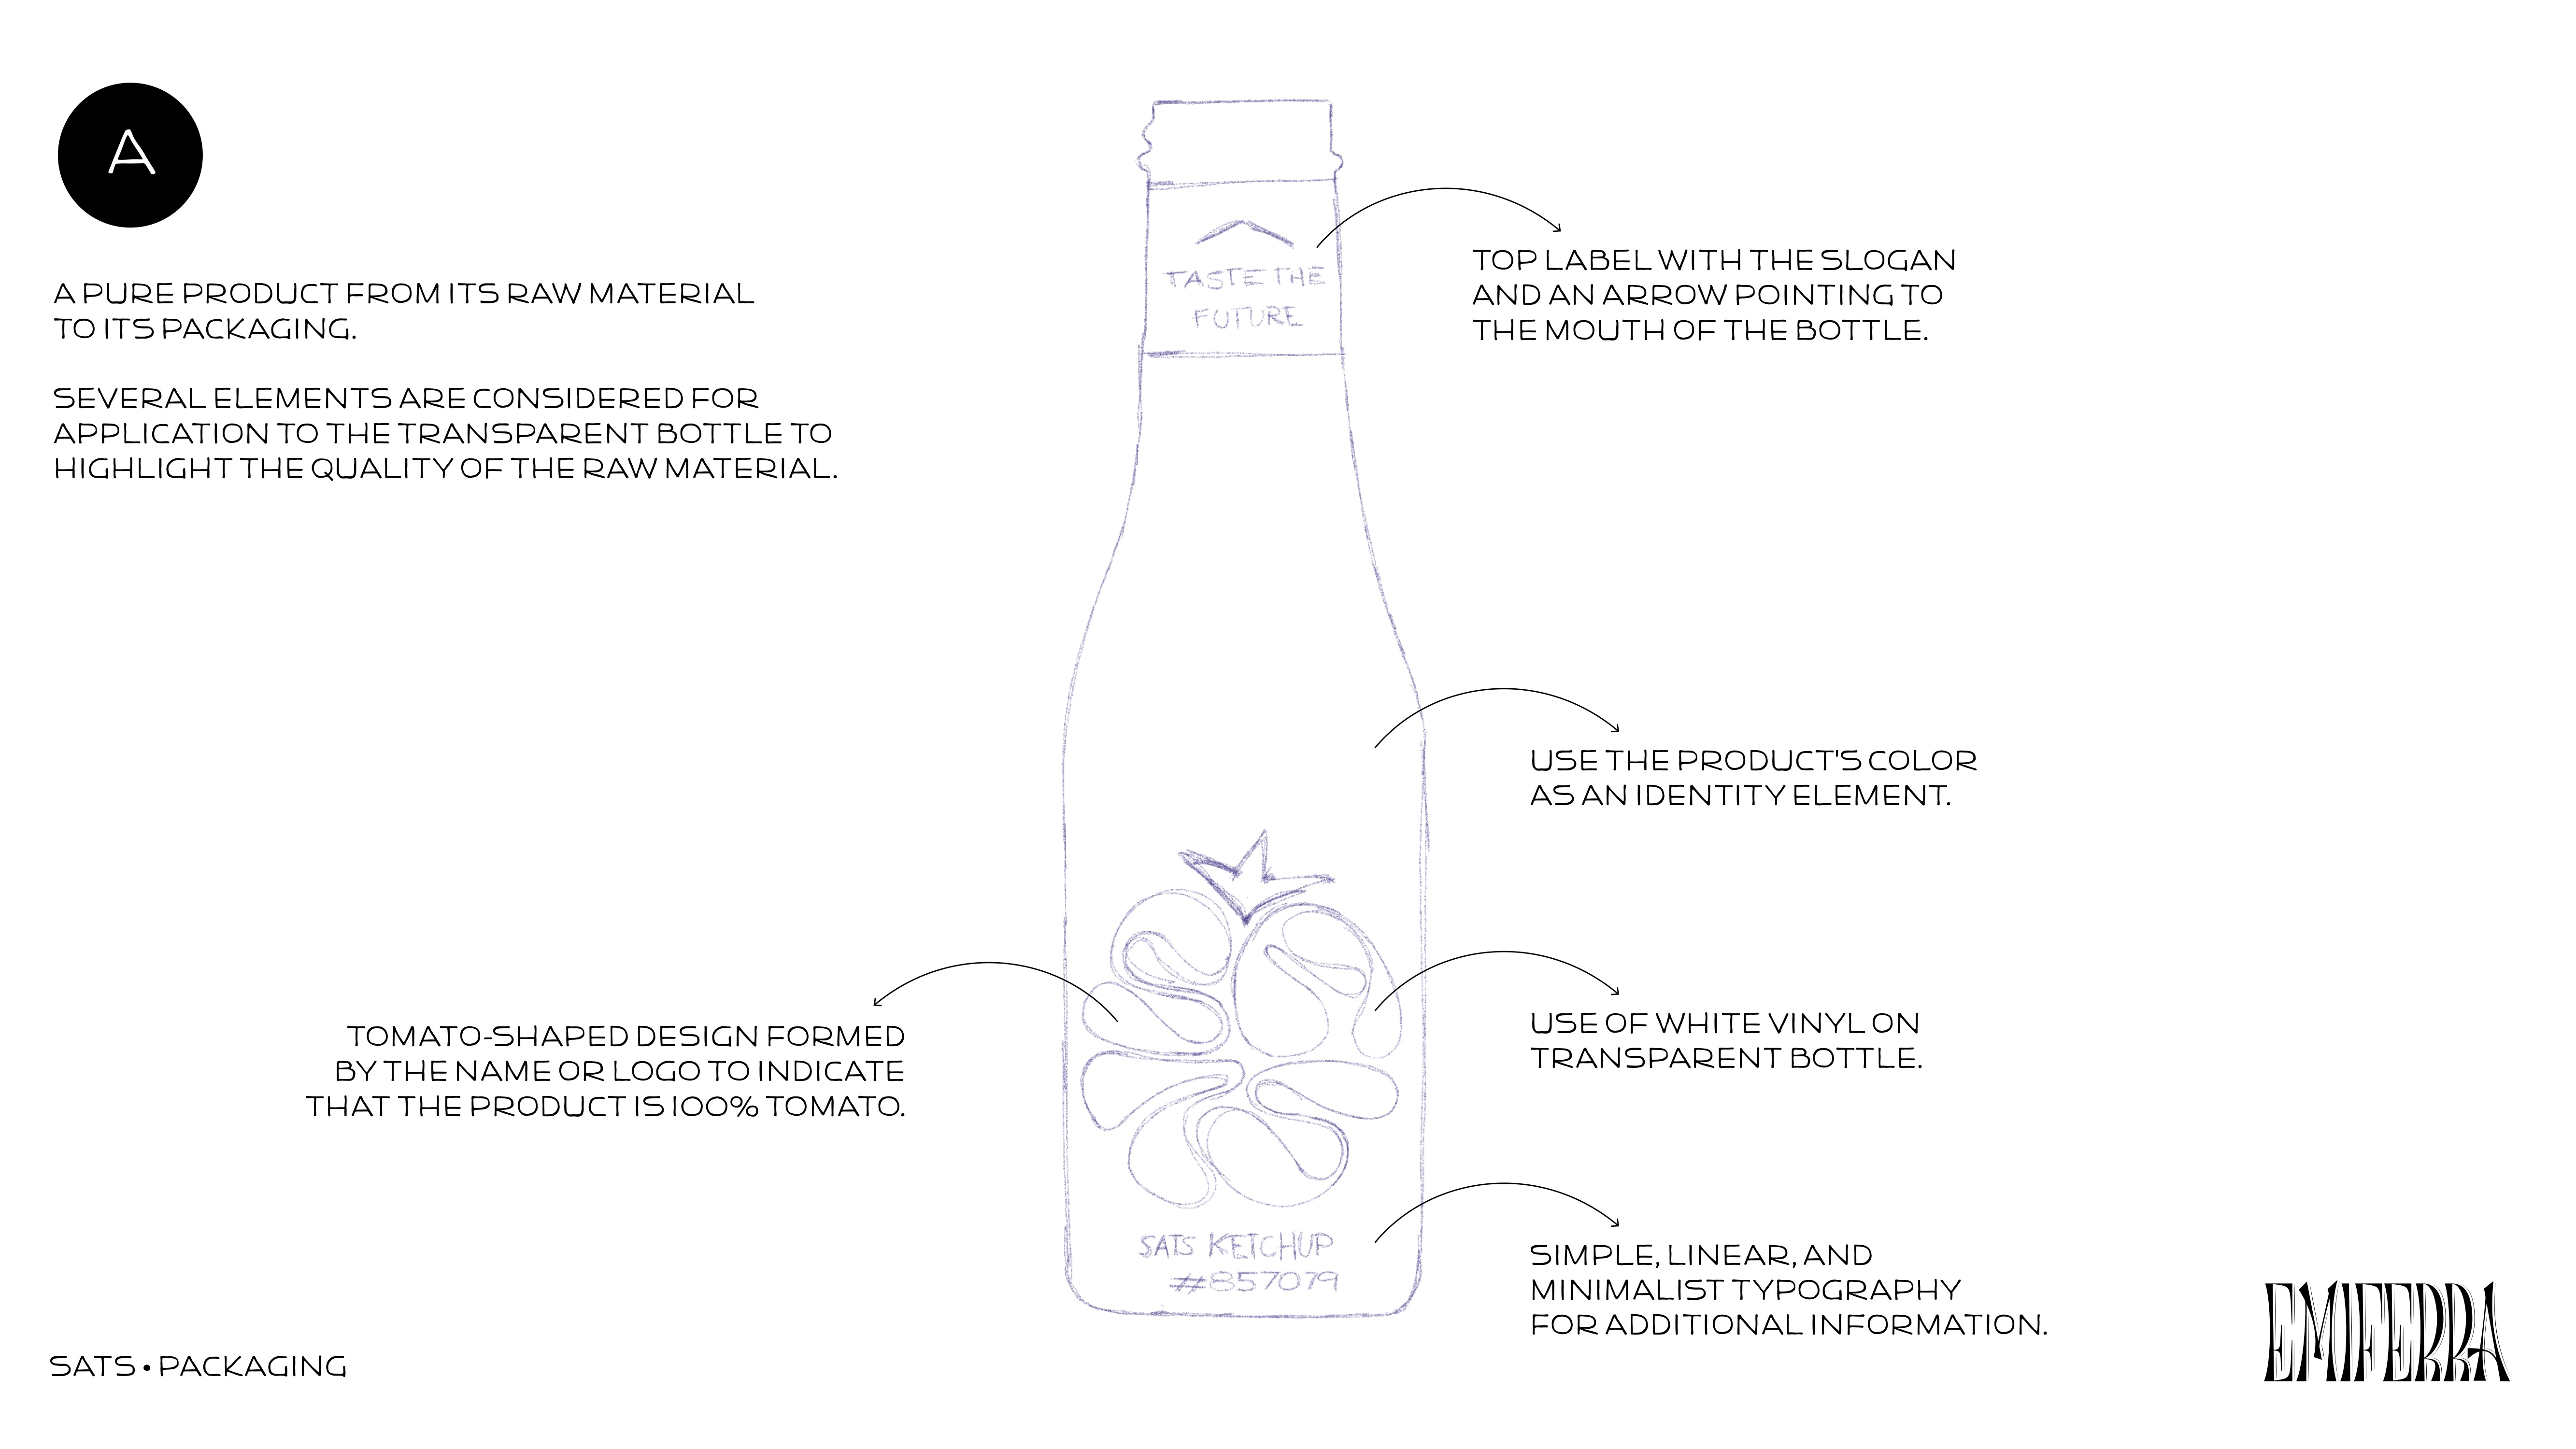 A
A PURE PRODUCT FROM ITS RAW MATERIAL
TO ITS PACKAGING.
SEVERAL ELEMENTS ARE CONSIDERED FOR
APPLICATION TO THE TRANSPARENT BOTTLE TO
HIGHLIGHT THE QUALITY OF THE RAW MATERIAL.
TASTE THE
FUTURE
TOP LABEL WITH THE SLOGAN
AND AN ARROW POINTING TO
THE MOUTH OF THE BOTTLE.
USE THE PRODUCT'S COLOR
AS AN IDENTITY ELEMENT.
TOMATO-SHAPED DESIGN FORMED
BY THE NAME OR LOGO TO INDICATE
THAT THE PRODUCT IS 100% TOMATO.
USE OF WHITE VINYL ON
TRANSPARENT BOTTLE.
SATS KETCHUP
#857079
SIMPLE, LINEAR, AND
MINIMALIST TYPOGRAPHY
FOR ADDITIONAL INFORMATION.
SATS • PACKAGING
EMIFERRA